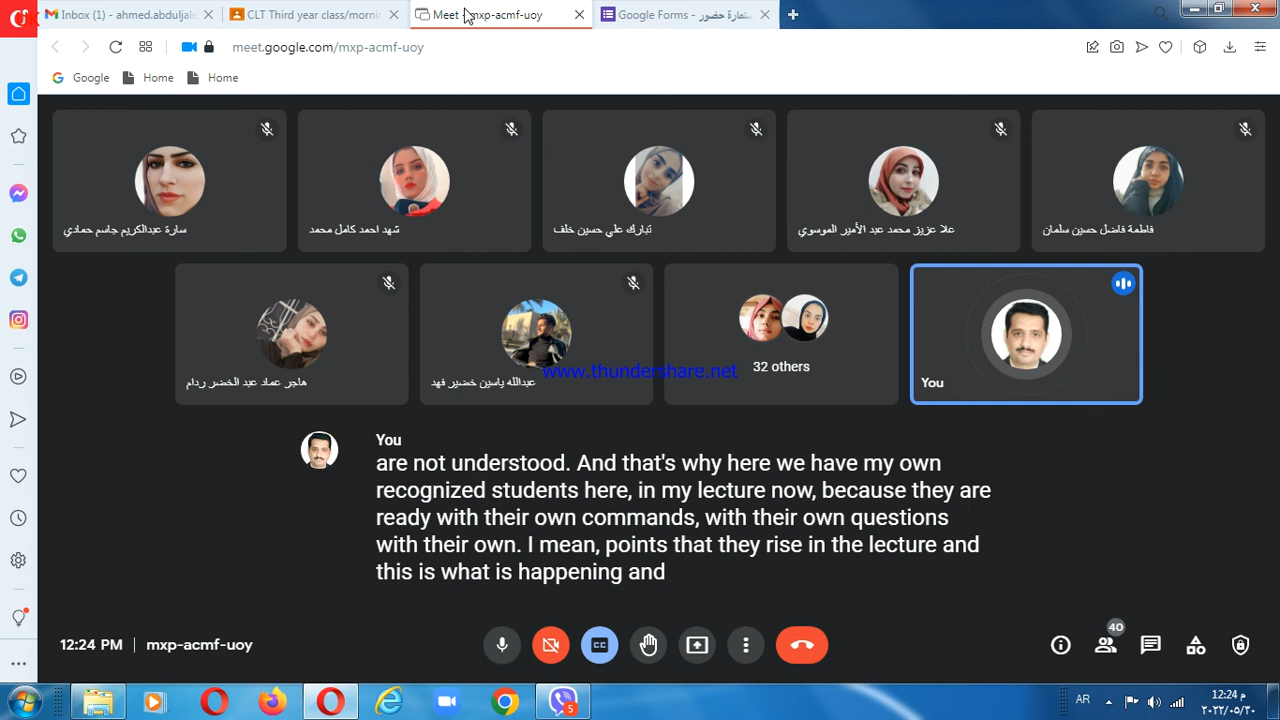 Inbox (1) - ahmed.abduljale
CLT Third year class/morni
Meet
mxp-acmf-uoy
Google Forms - استمارة حضور
meet.google.com/mxp-acmf-uoy
Google
Home
Home
سارة عبدالكريم جاسم حمادي
شهد احمد كامل محمد
تبارك علي حسين خلف
علا عزيز محمد عبد الأمير الموسوي
فاطمة فاضل حسين سلمان
هاجر عماد عبد الخضر ردام
عبدالله ياسين خضير فهد
32 others
You
www.thundershare.net
You
are not understood. And that's why here we have my own
recognized students here, in my lecture now, because they are
ready with their own commands, with their own questions
with their own. I mean, points that they rise in the lecture and
this is what is happening and
12:24 PM | mxp-acmf-uoy
CC
40
5
AR
12:24 م
٢٠٢٢/٠٥/٣٠